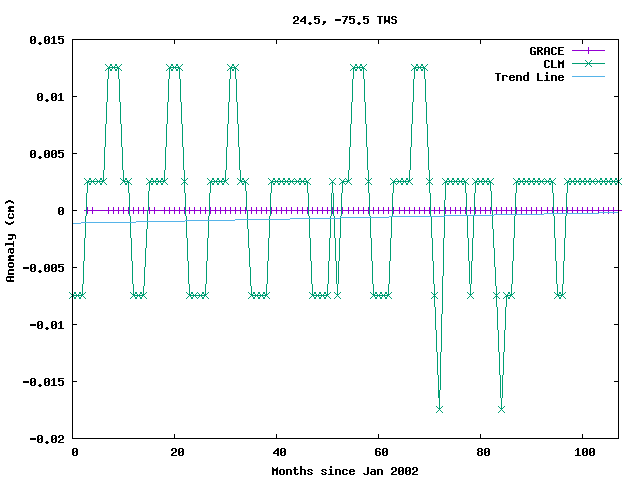 24.5, -75.5 TWS
GRACE
CLM
Trend Line
0.015
0.01
0.005
0
-0.005
-0.01
-0.015
-0.02
Anomaly (cm)
0 20 40 60 80 100
Months since Jan 2002